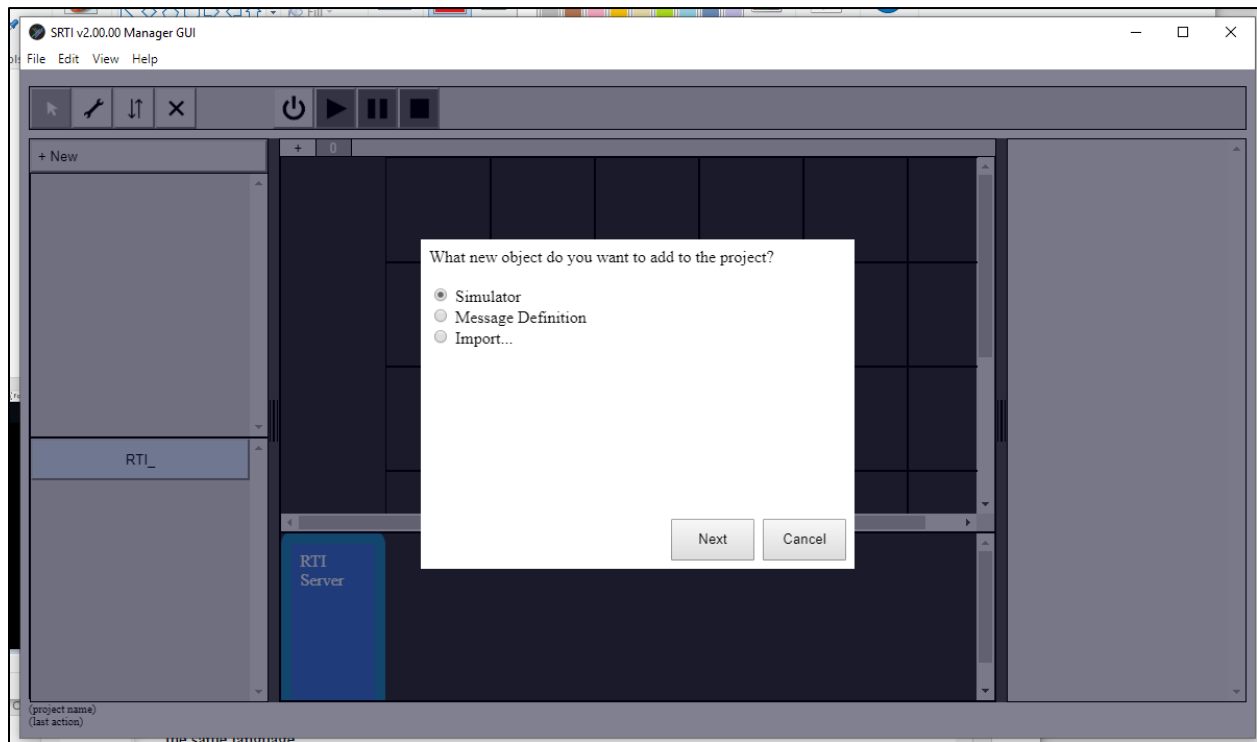 Fill
SRTI v2.00.00 Manager GUI
File Edit View Help
+ New
+ 0
What new object do you want to add to the project?
Simulator
Message Definition
Import...
RTI_
Next Cancel
RTI
Server
(project name)
(last action)
the same language